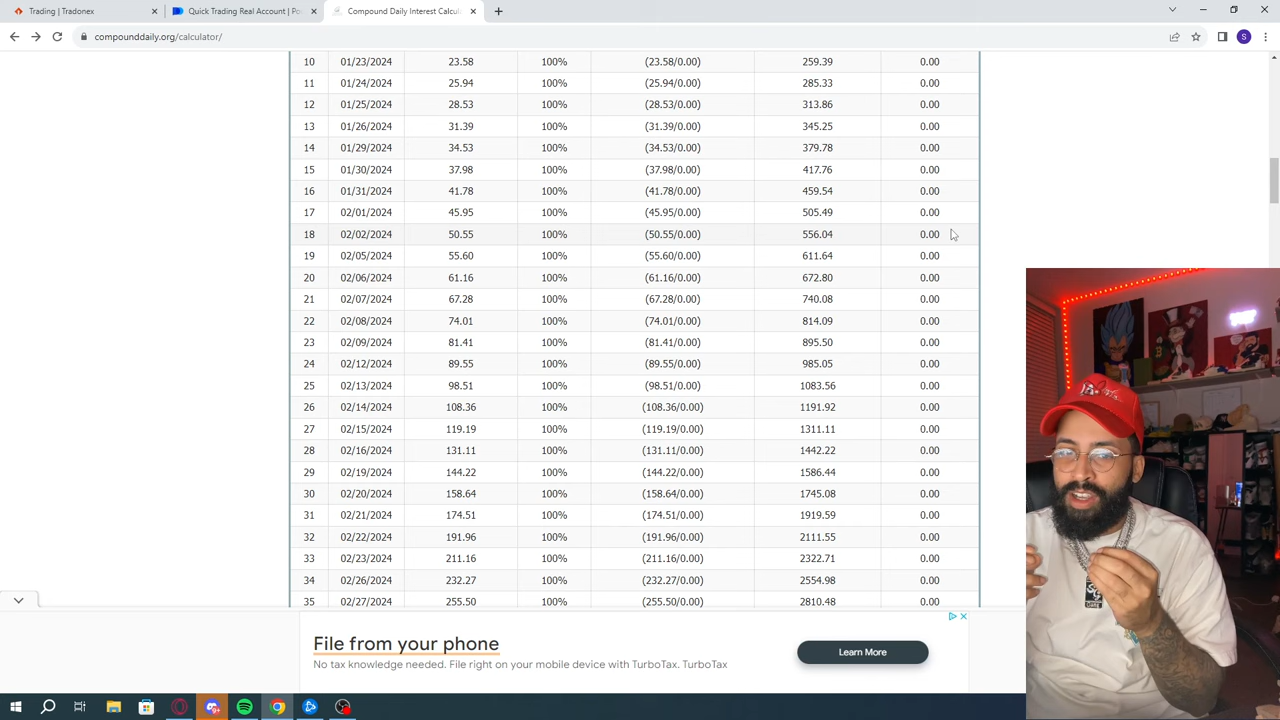 Trading | Tradonex
Quick Trading Real Account | Po
Compound Daily Interest Calcul
compounddaily.org/calculator/
S
10 01/23/2024 23.58 100% (23.58/0.00) 259.39 0.00
11 01/24/2024 25.94 100% (25.94/0.00) 285.33 0.00
12 01/25/2024 28.53 100% (28.53/0.00) 313.86 0.00
13 01/26/2024 31.39 100% (31.39/0.00) 345.25 0.00
14 01/29/2024 34.53 100% (34.53/0.00) 379.78 0.00
15 01/30/2024 37.98 100% (37.98/0.00) 417.76 0.00
16 01/31/2024 41.78 100% (41.78/0.00) 459.54 0.00
17 02/01/2024 45.95 100% (45.95/0.00) 505.49 0.00
18 02/02/2024 50.55 100% (50.55/0.00) 556.04 0.00
19 02/05/2024 55.60 100% (55.60/0.00) 611.64 0.00
20 02/06/2024 61.16 100% (61.16/0.00) 672.80 0.00
21 02/07/2024 67.28 100% (67.28/0.00) 740.08 0.00
22 02/08/2024 74.01 100% (74.01/0.00) 814.09 0.00
23 02/09/2024 81.41 100% (81.41/0.00) 895.50 0.00
24 02/12/2024 89.55 100% (89.55/0.00) 985.05 0.00
25 02/13/2024 98.51 100% (98.51/0.00) 1083.56 0.00
26 02/14/2024 108.36 100% (108.36/0.00) 1191.92 0.00
27 02/15/2024 119.19 100% (119.19/0.00) 1311.11 0.00
28 02/16/2024 131.11 100% (131.11/0.00) 1442.22 0.00
29 02/19/2024 144.22 100% (144.22/0.00) 1586.44 0.00
30 02/20/2024 158.64 100% (158.64/0.00) 1745.08 0.00
31 02/21/2024 174.51 100% (174.51/0.00) 1919.59 0.00
32 02/22/2024 191.96 100% (191.96/0.00) 2111.55 0.00
33 02/23/2024 211.16 100% (211.16/0.00) 2322.71 0.00
34 02/26/2024 232.27 100% (232.27/0.00) 2554.98 0.00
35 02/27/2024 255.50 100% (255.50/0.00) 2810.48 0.00
File from your phone
No tax knowledge needed. File right on your mobile device with TurboTax. TurboTax
Learn More